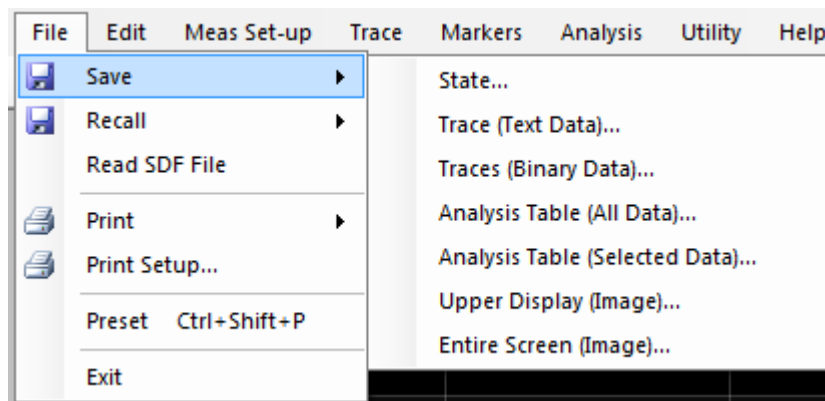 File Edit Meas Set-up Trace Markers Analysis Utility Help
Save
Recall
Read SDF File
Print
Print Setup...
Preset Ctrl+Shift+P
Exit
State...
Trace (Text Data)...
Traces (Binary Data)...
Analysis Table (All Data)...
Analysis Table (Selected Data)...
Upper Display (Image)...
Entire Screen (Image)...